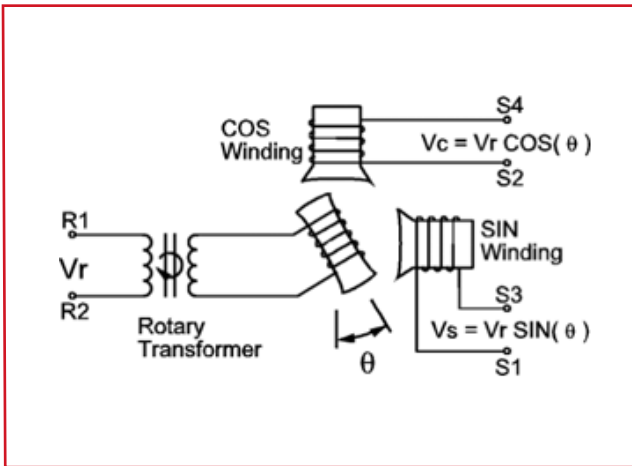 S4
COS
Winding
Vc = Vr COS( θ )
S2
R1
SIN
Winding
Vr
S3
R2
Rotary
Transformer
Vs = Vr SIN( θ )
θ
S1